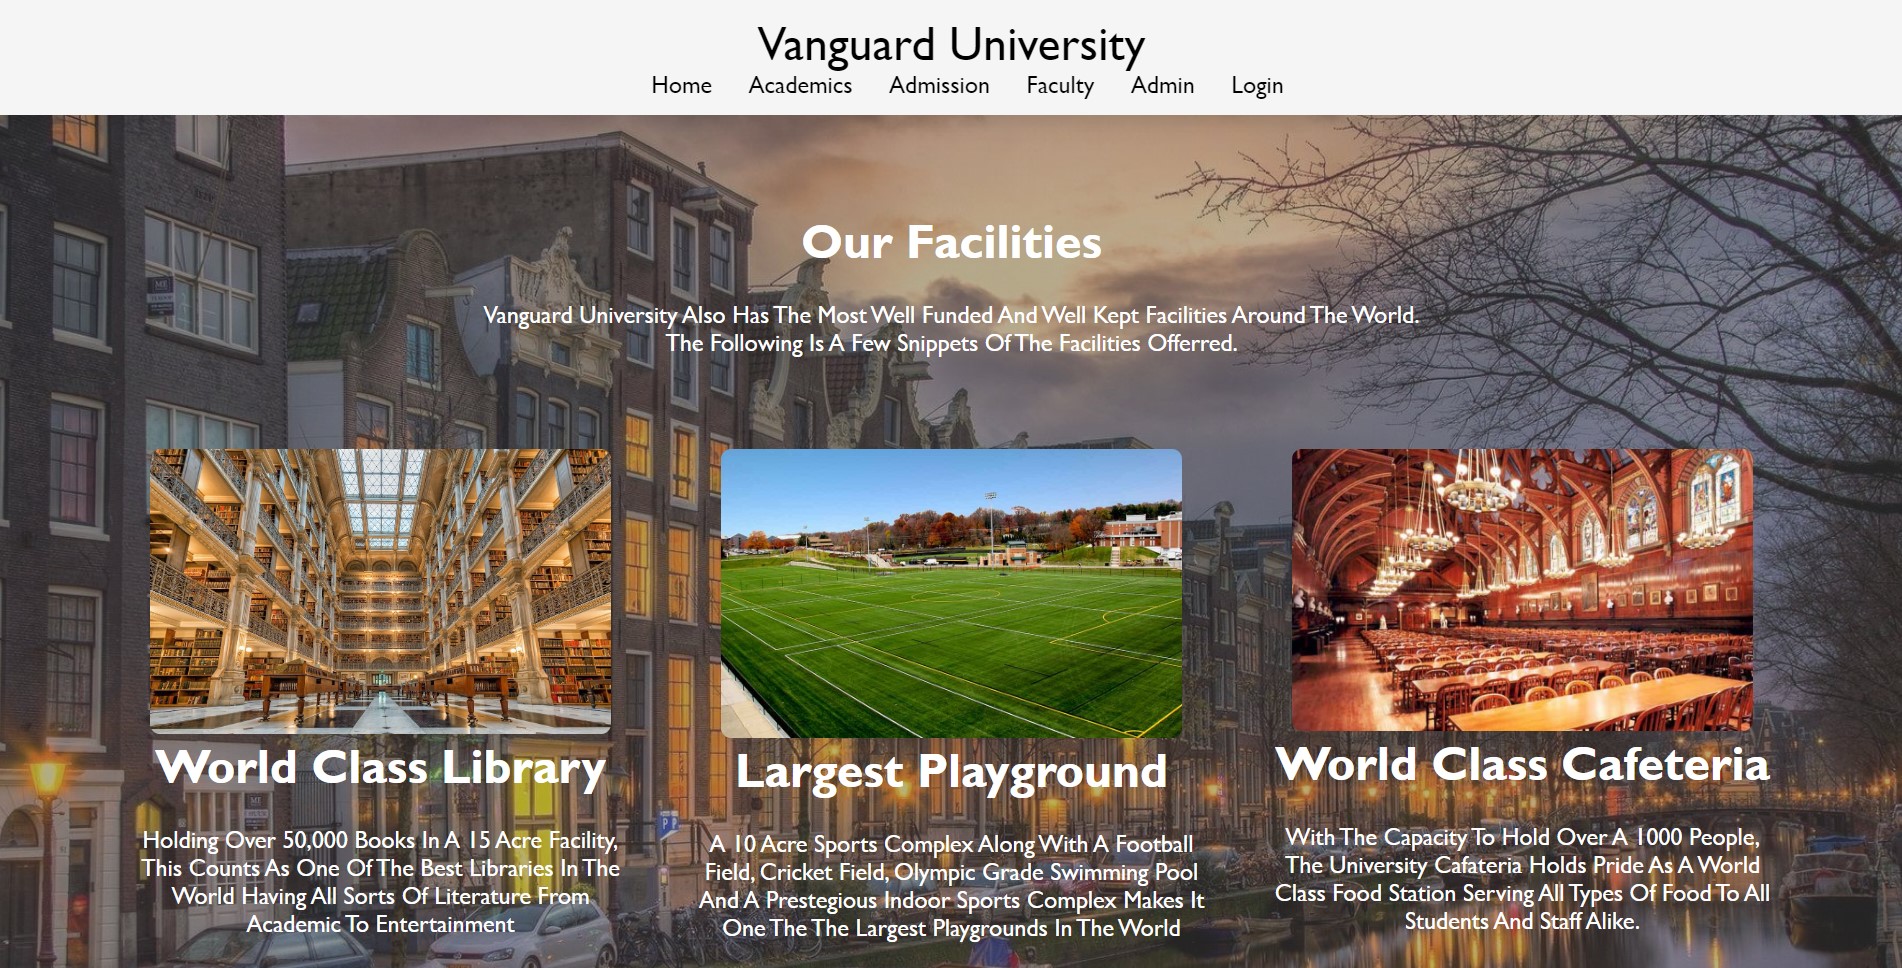 Vanguard University
Home Academics Admission Faculty Admin Login
Our Facilities
Vanguard University Also Has The Most Well Funded And Well Kept Facilities Around The World.
The Following Is A Few Snippets Of The Facilities Offerred.
World Class Library
Holding Over 50,000 Books In A 15 Acre Facility,
This Counts As One Of The Best Libraries In The
World Having All Sorts Of Literature From
Academic To Entertainment
Largest Playground
A 10 Acre Sports Complex Along With A Football
Field, Cricket Field, Olympic Grade Swimming Pool
And A Prestegious Indoor Sports Complex Makes It
One The The Largest Playgrounds In The World
World Class Cafeteria
With The Capacity To Hold Over A 1000 People,
The University Cafateria Holds Pride As A World
Class Food Station Serving All Types Of Food To All
Students And Staff Alike.